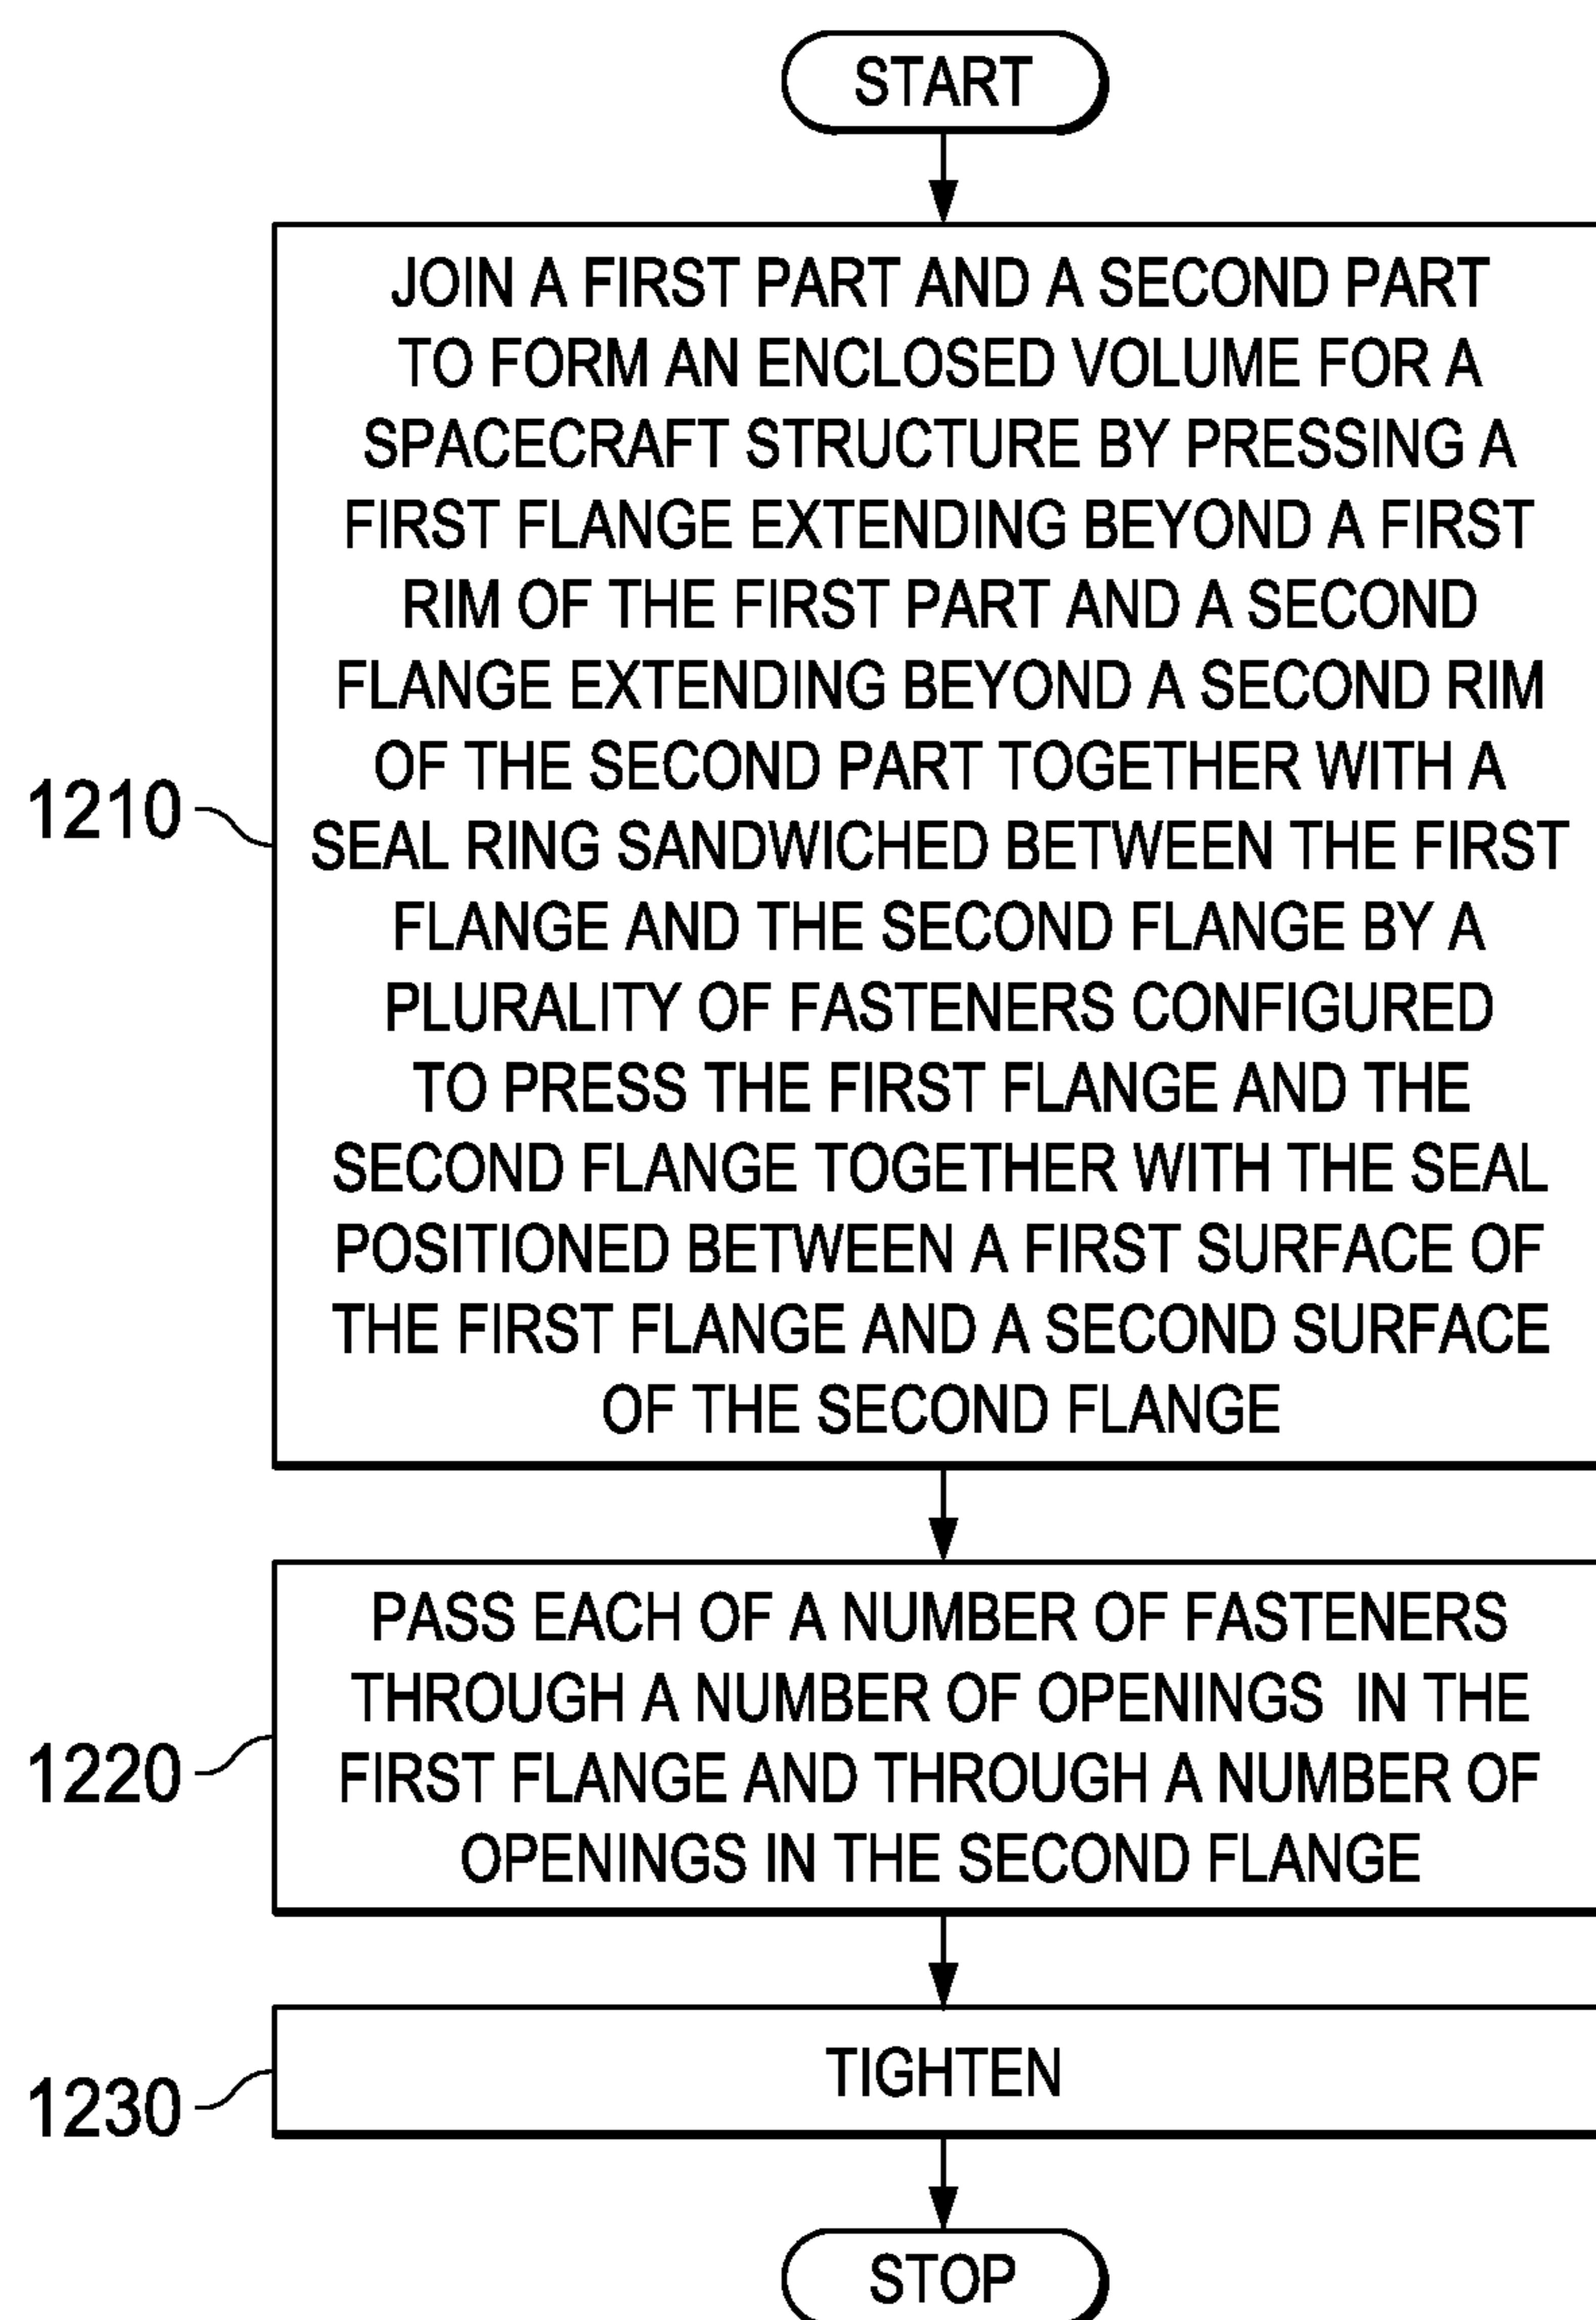 START
JOIN A FIRST PART AND A SECOND PART
TO FORM AN ENCLOSED VOLUME FOR A
SPACECRAFT STRUCTURE BY PRESSING A
FIRST FLANGE EXTENDING BEYOND A FIRST
RIM OF THE FIRST PART AND A SECOND
FLANGE EXTENDING BEYOND A SECOND RIM
OF THE SECOND PART TOGETHER WITH A
SEAL RING SANDWICHED BETWEEN THE FIRST
FLANGE AND THE SECOND FLANGE BY A
PLURALITY OF FASTENERS CONFIGURED
TO PRESS THE FIRST FLANGE AND THE
SECOND FLANGE TOGETHER WITH THE SEAL
POSITIONED BETWEEN A FIRST SURFACE OF
THE FIRST FLANGE AND A SECOND SURFACE
OF THE SECOND FLANGE
1210
PASS EACH OF A NUMBER OF FASTENERS
THROUGH A NUMBER OF OPENINGS IN THE
FIRST FLANGE AND THROUGH A NUMBER OF
OPENINGS IN THE SECOND FLANGE
1220
TIGHTEN
1230
STOP